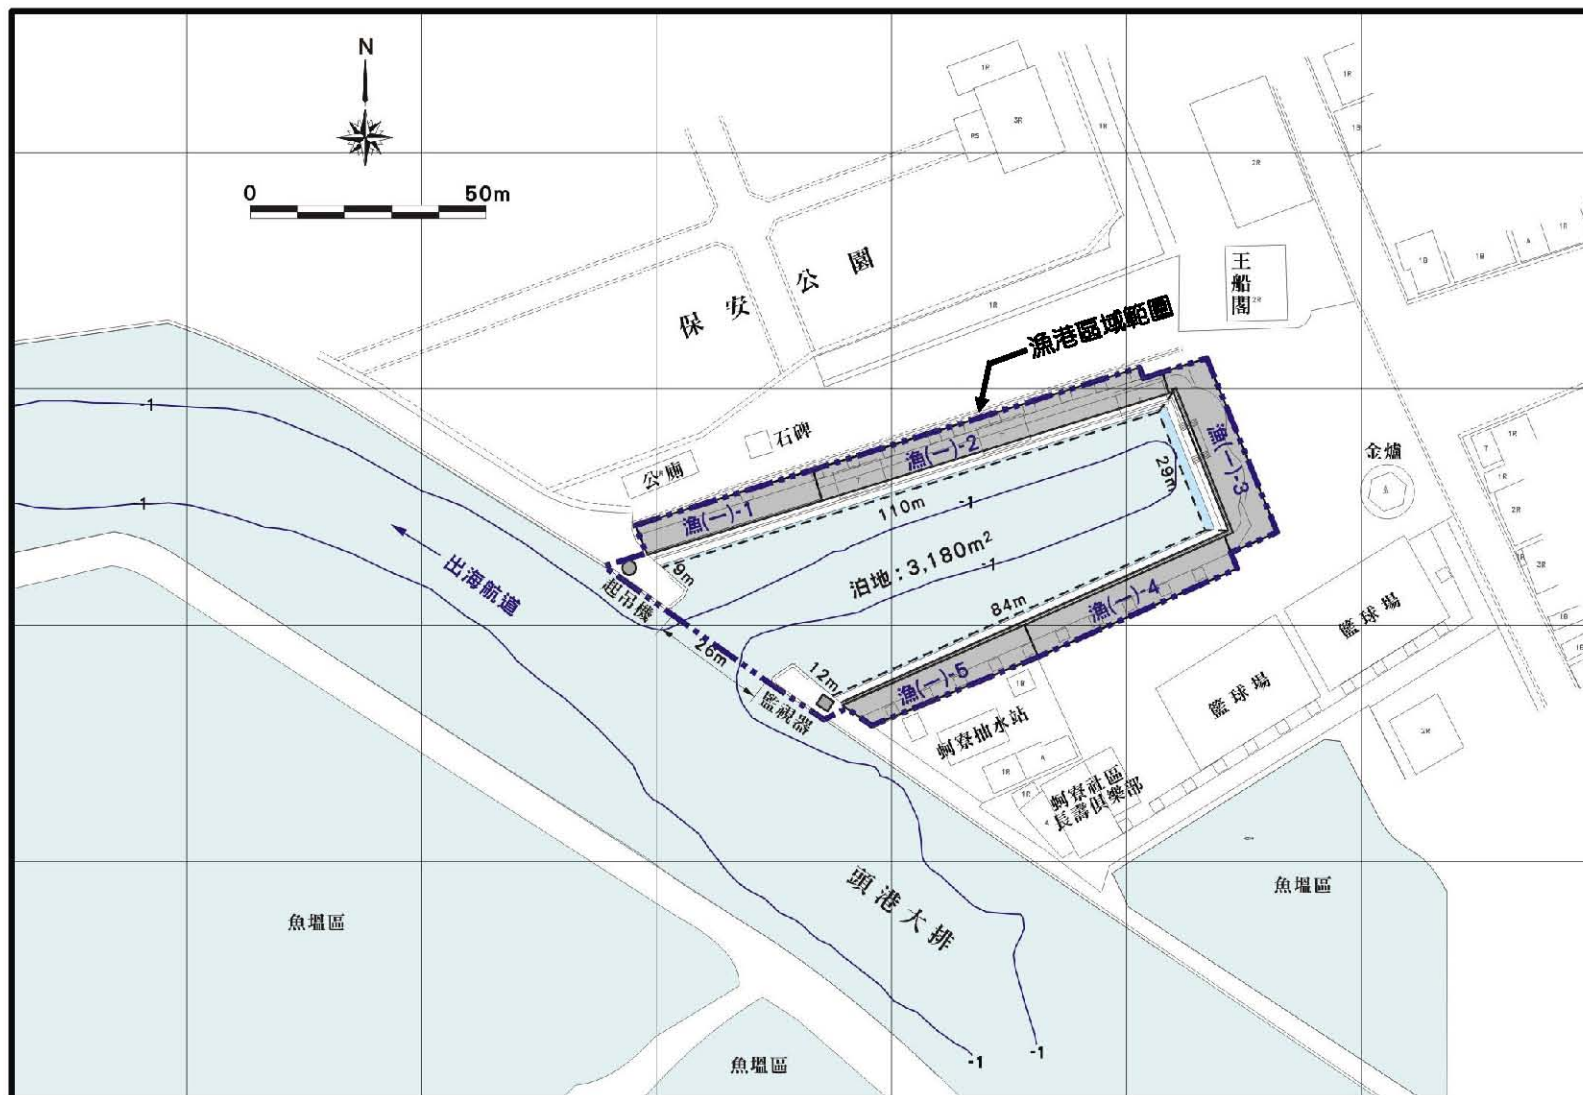 N
0 50m
保安公園
王船閣
漁港區域範圍
石碑
公廁
金爐
漁(一)-1
漁(一)-2
漁(一)-3
漁(一)-4
漁(一)-5
110m
29m
9m
84m
12m
26m
泊地：3,180m²
-1
-1
-1
-1
-1
-1
出海航道
起吊機
監視器
籃球場
籃球場
蚵寮抽水站
蚵寮社區
長壽俱樂部
頭港大排
魚塭區
魚塭區
魚塭區